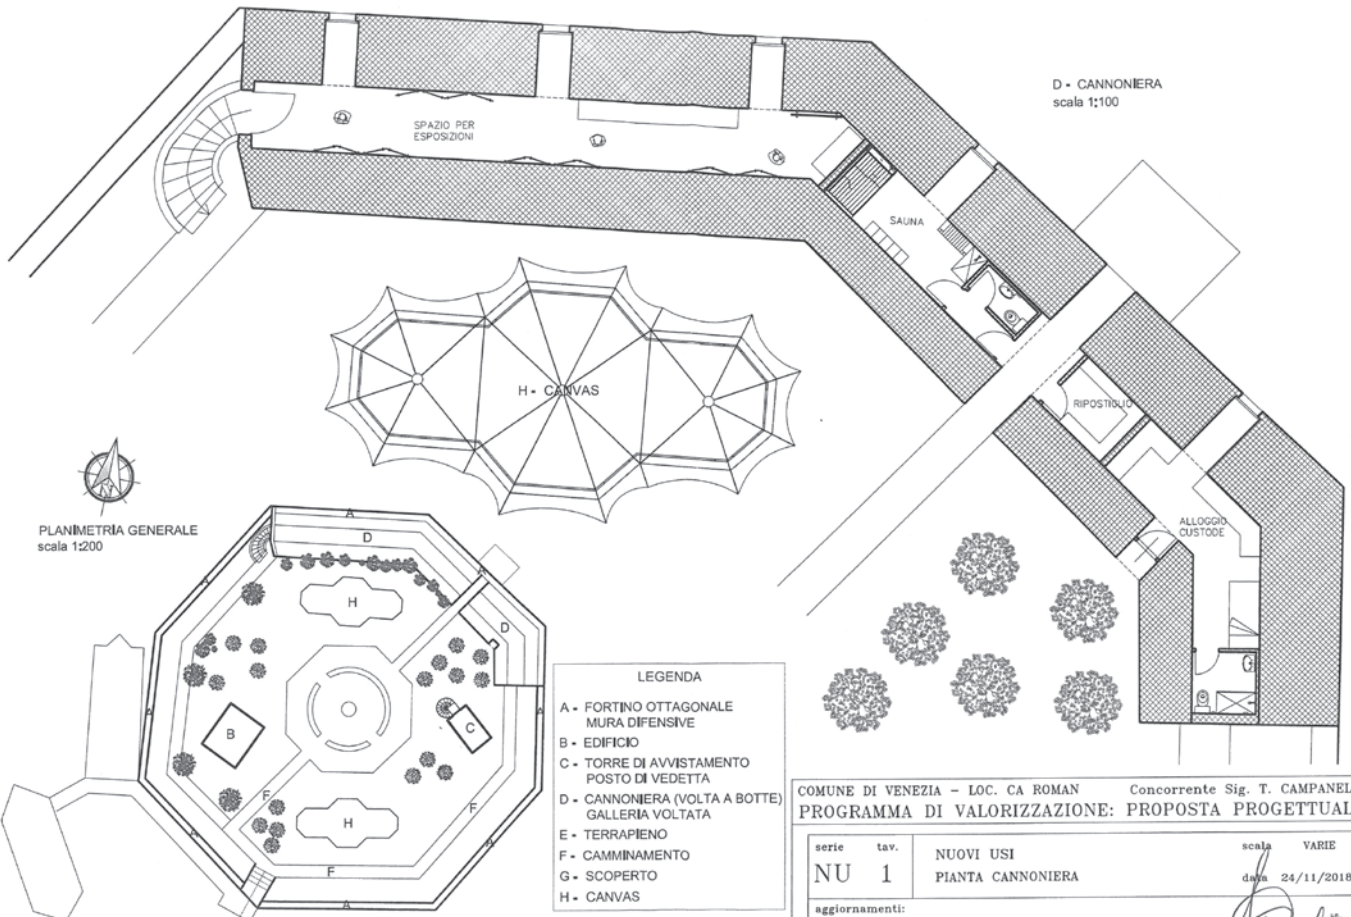 D - CANNONIERA
scala 1:100
SPAZIO PER
ESPOSIZIONI
SAUNA
H - CANVAS
RIPOSTIGLIO
ALLOGGIO
CUSTODE
N
PLANIMETRIA GENERALE
scala 1:200
A
D
A
A
H
D
A
A
B
C
F
F
H
A
A
F
A
LEGENDA
A - FORTINO OTTAGONALE
MURA DIFENSIVE
B - EDIFICIO
C - TORRE DI AVVISTAMENTO
POSTO DI VEDETTA
D - CANNONIERA (VOLTA A BOTTE)
GALLERIA VOLTATA
E - TERRAPIENO
F - CAMMINAMENTO
G - SCOPERTO
H - CANVAS
COMUNE DI VENEZIA - LOC. CA ROMAN Concorrente Sig. T. CAMPANEL
PROGRAMMA DI VALORIZZAZIONE: PROPOSTA PROGETTUAL
serie tav.
NU 1
NUOVI USI
PIANTA CANNONIERA
scala VARIE
data 24/11/2018
aggiornamenti: